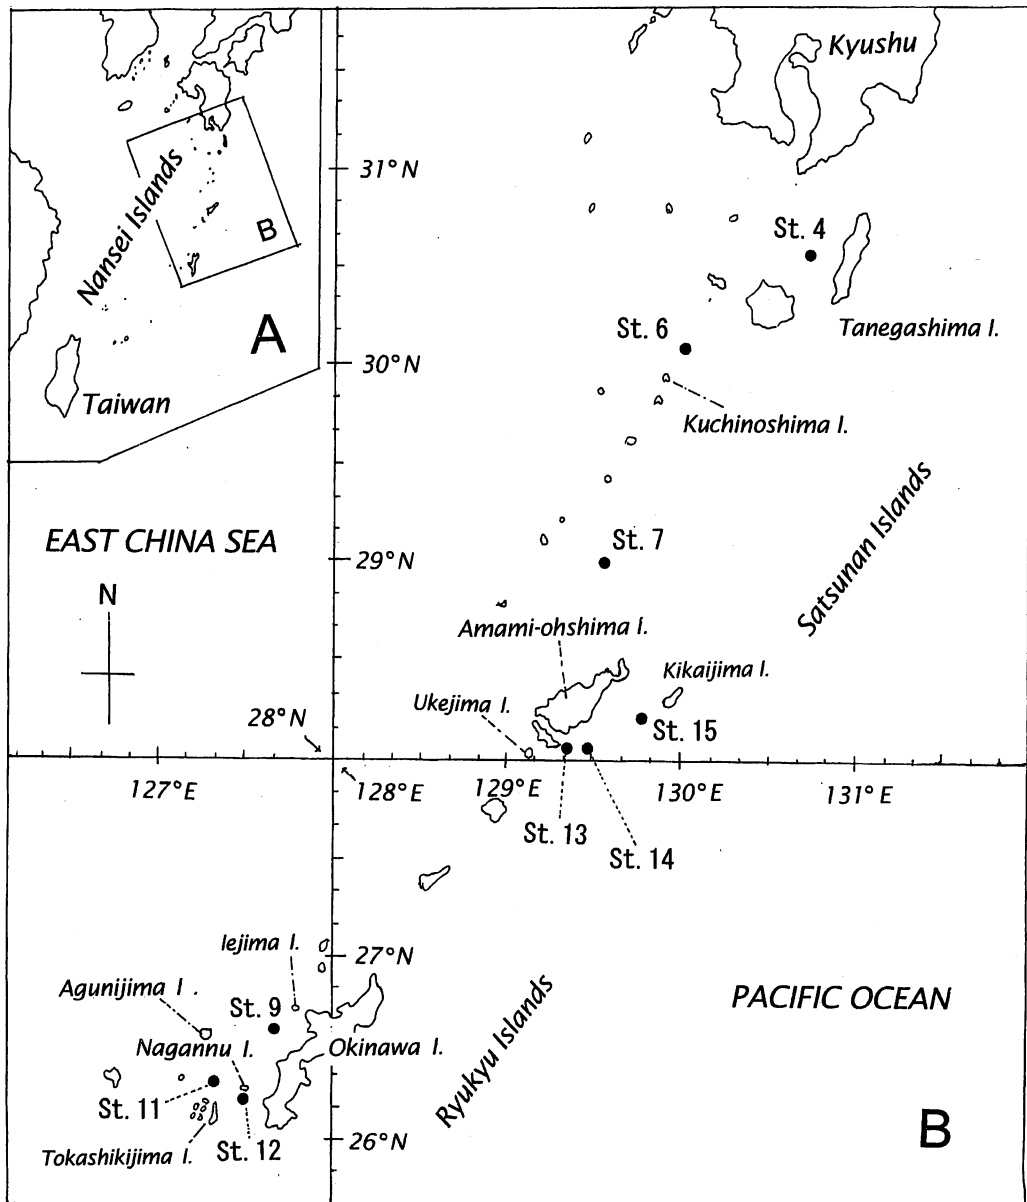 Kyushu
31°N
Nansei Islands
B
St. 4
A
St. 6
Tanegashima I.
30°N
Taiwan
Kuchinoshima I.
EAST CHINA SEA
St. 7
29°N
Satsunan Islands
N
Amami-ohshima I.
Kikaijima I.
Ukejima I.
28°N
St. 15
127°E
128°E
129°E
130°E
131°E
St. 13
St. 14
Iejima I.
27°N
Agunijima I.
St. 9
PACIFIC OCEAN
Nagannu I.
Okinawa I.
Ryukyu Islands
St. 11
St. 12
26°N
B
Tokashikijima I.